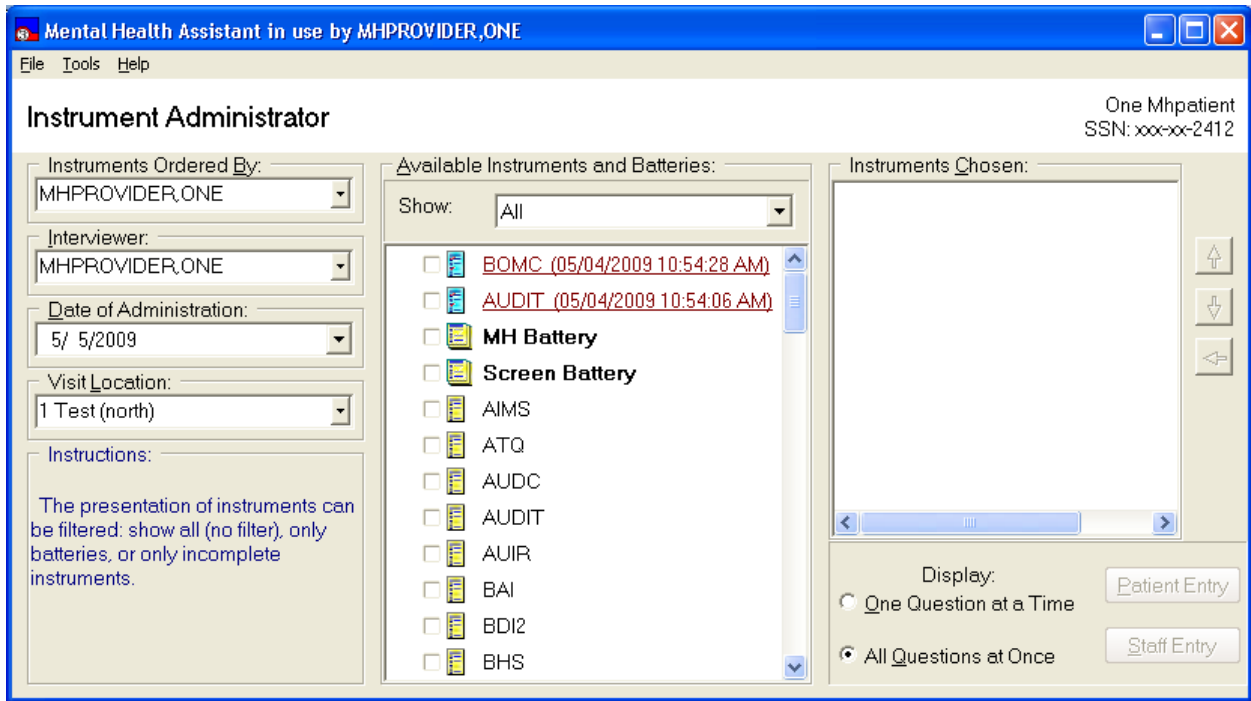 Mental Health Assistant in use by MHPROVIDER,ONE
File Tools Help
Instrument Administrator
One Mhpatient
SSN: xxx-xx-2412
Instruments Ordered By:
MHPROVIDER,ONE
Interviewer:
MHPROVIDER,ONE
Date of Administration:
5/ 5/2009
Visit Location:
1 Test (north)
Instructions:
The presentation of instruments can
be filtered: show all (no filter), only
batteries, or only incomplete
instruments.
Available Instruments and Batteries:
Show: All
BOMC (05/04/2009 10:54:28 AM)
AUDIT (05/04/2009 10:54:06 AM)
MH Battery
Screen Battery
AIMS
ATQ
AUDC
AUDIT
AUIR
BAI
BDI2
BHS
Instruments Chosen:
Display:
One Question at a Time
All Questions at Once
Patient Entry
Staff Entry